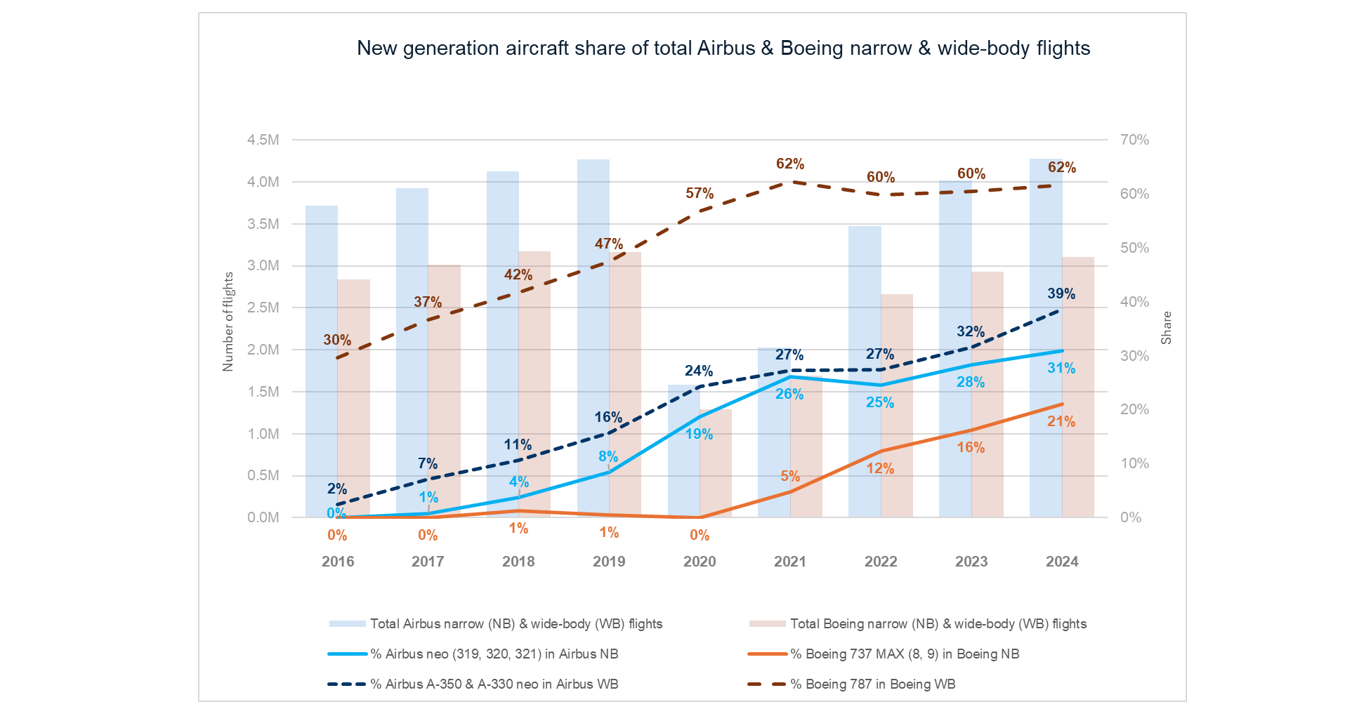 New generation aircraft share of total Airbus & Boeing narrow & wide-body flights
4.5M
4.0M
3.5M
3.0M
2.5M
2.0M
1.5M
1.0M
0.5M
0.0M
Number of flights
70%
60%
50%
40%
30%
20%
10%
0%
Share
30%
37%
42%
47%
57%
62%
60%
60%
62%
2%
7%
11%
16%
24%
27%
27%
32%
39%
0%
1%
4%
8%
19%
26%
25%
28%
31%
0%
0%
1%
1%
0%
5%
12%
16%
21%
2016 2017 2018 2019 2020 2021 2022 2023 2024
Total Airbus narrow (NB) & wide-body (WB) flights
Total Boeing narrow (NB) & wide-body (WB) flights
% Airbus neo (319, 320, 321) in Airbus NB
% Boeing 737 MAX (8, 9) in Boeing NB
% Airbus A-350 & A-330 neo in Airbus WB
% Boeing 787 in Boeing WB